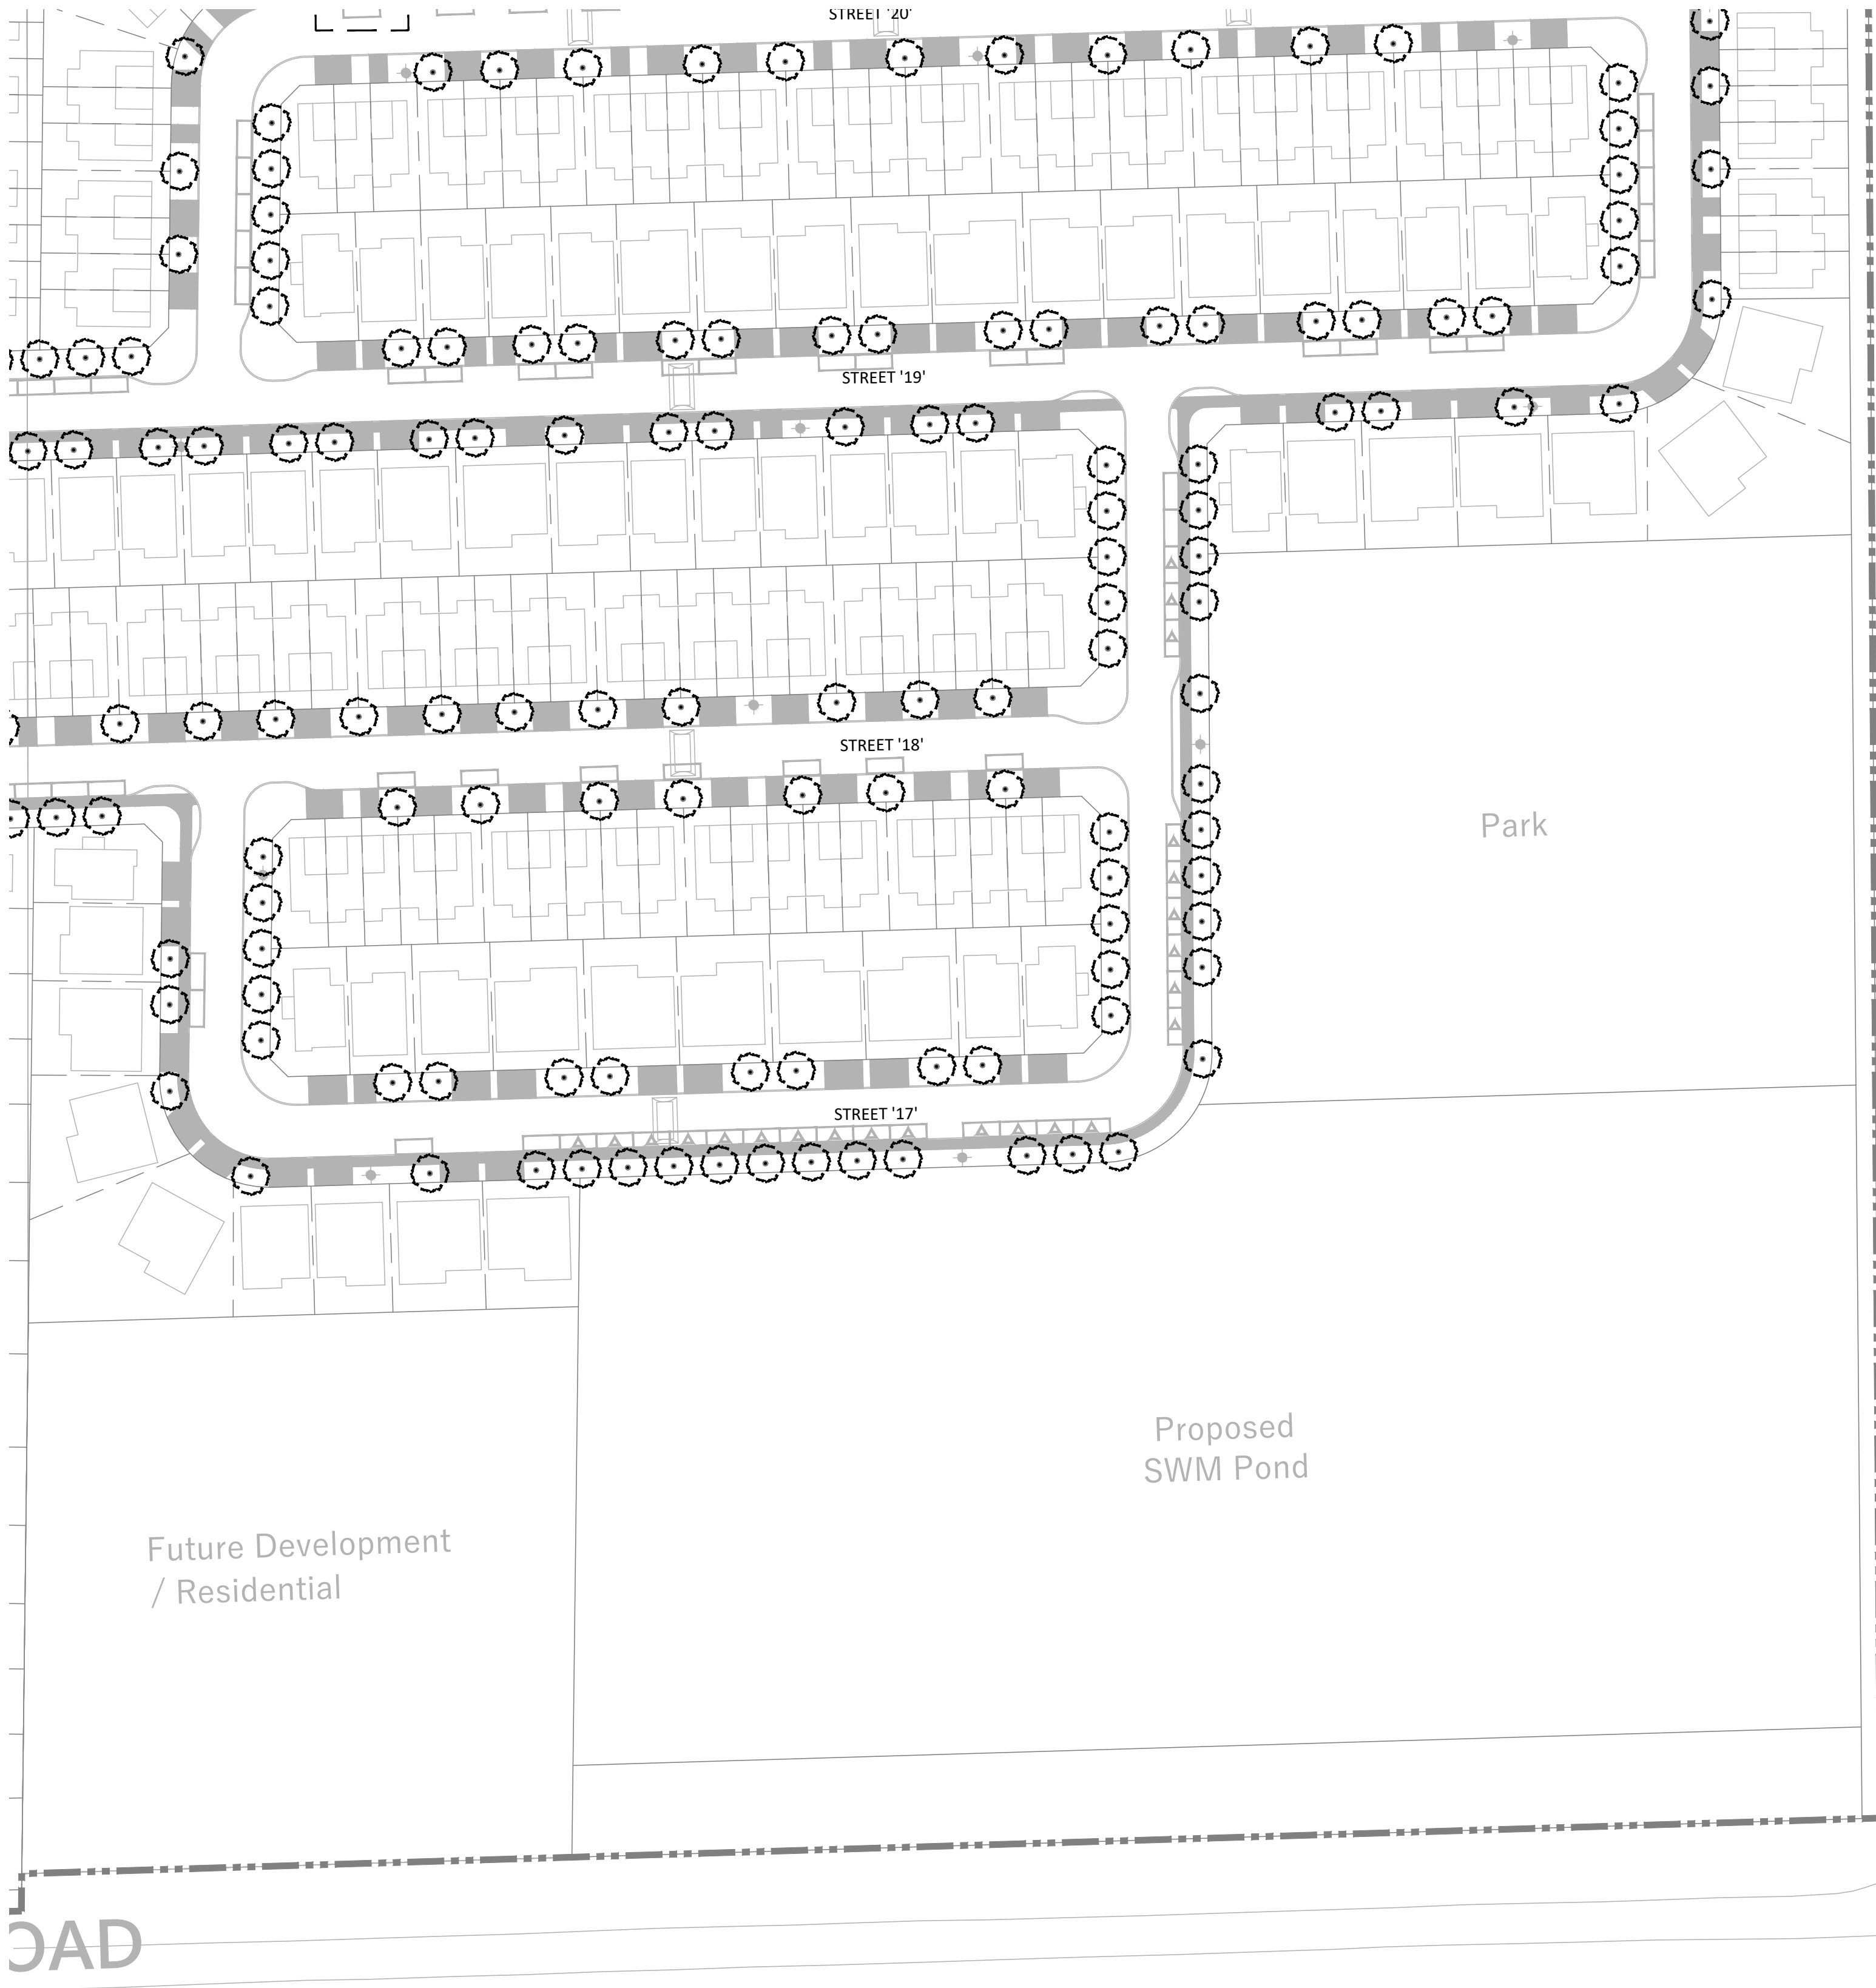 STREET '20'
STREET '19'
STREET '18'
Park
STREET '17'
Proposed
SWM Pond
Future Development
/ Residential
OAD